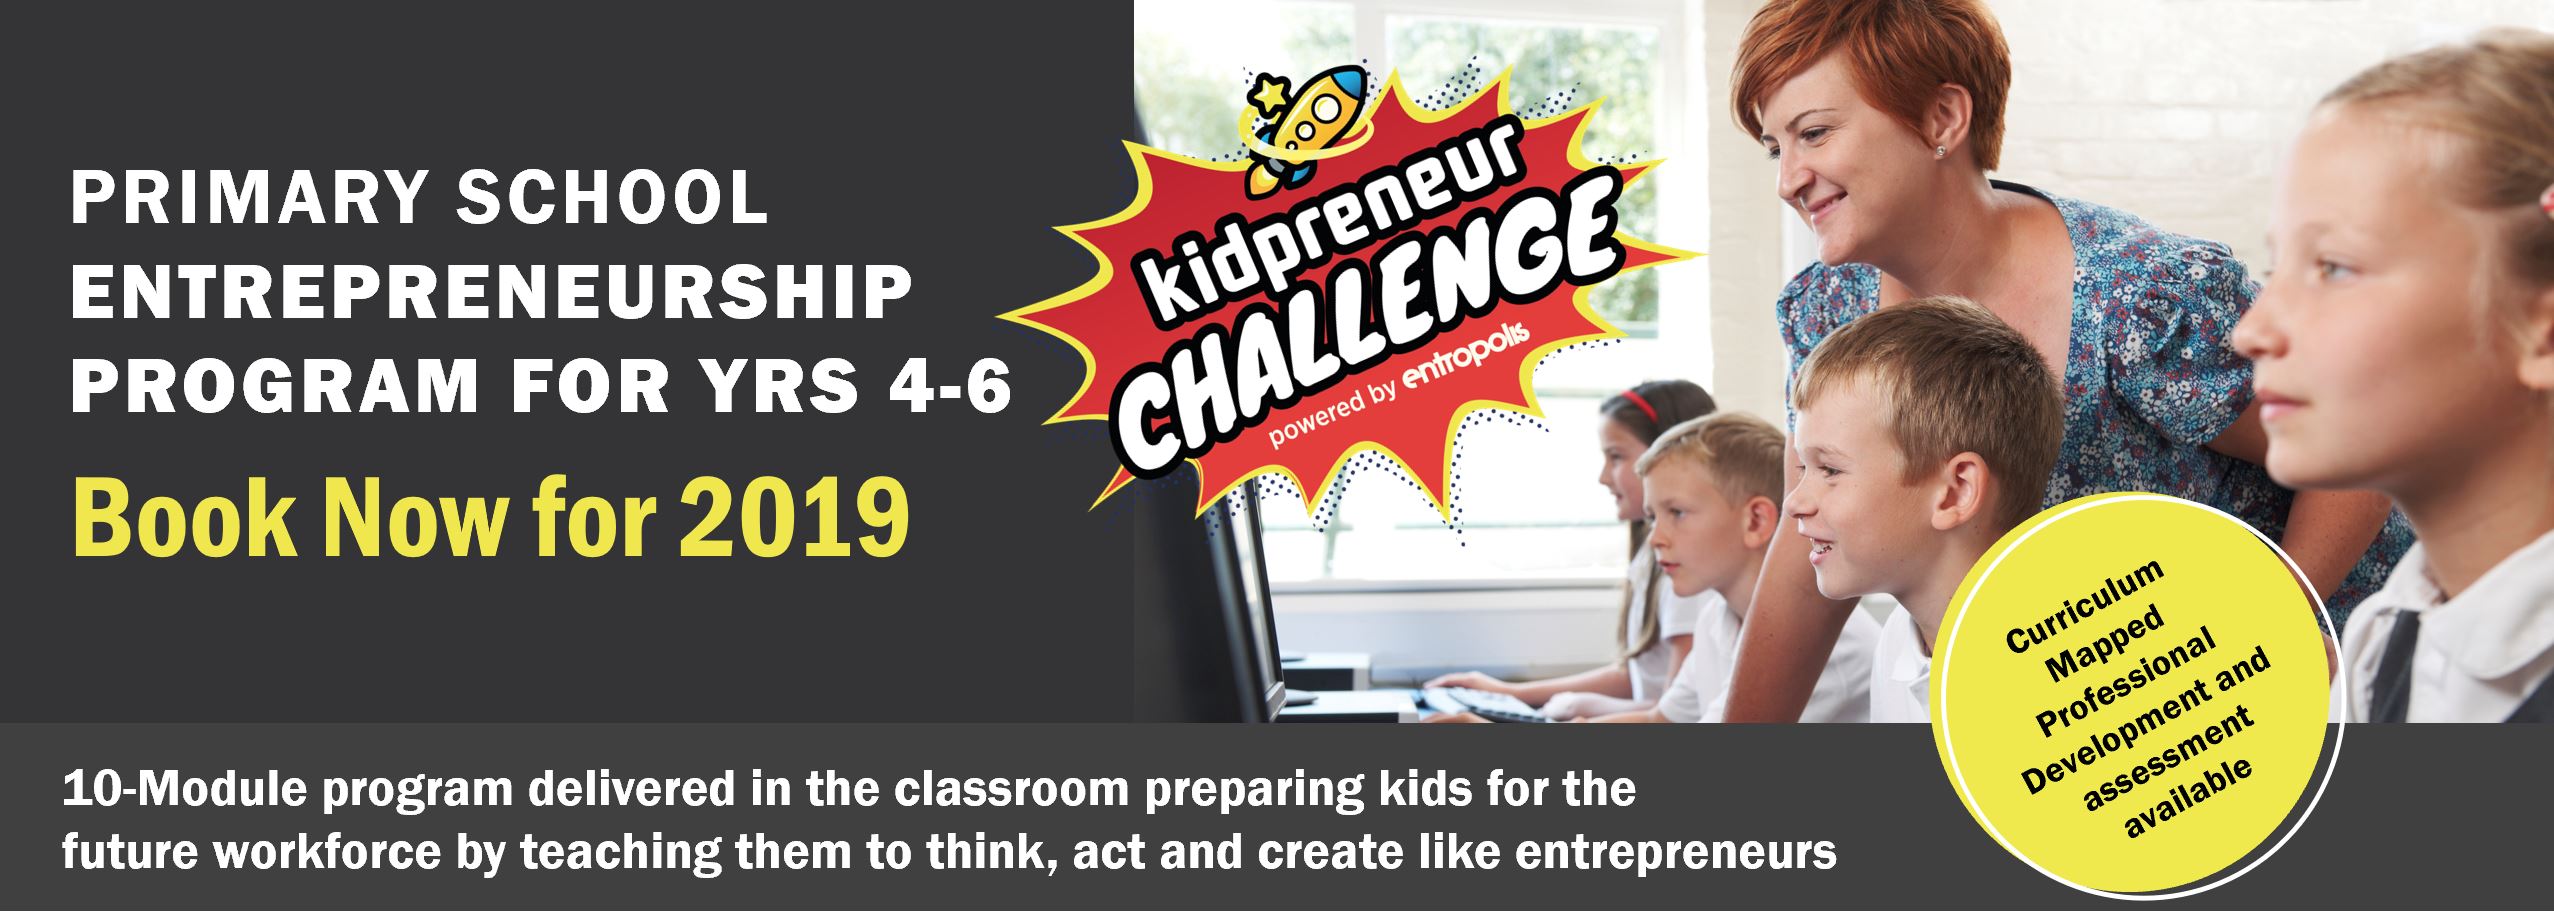 PRIMARY SCHOOL
ENTREPRENEURSHIP
PROGRAM FOR YRS 4-6
Book Now for 2019
kidpreneur
CHALLENGE
powered by entropolis
Curriculum
Mapped
Professional
Development and
assessment
available
10-Module program delivered in the classroom preparing kids for the
future workforce by teaching them to think, act and create like entrepreneurs